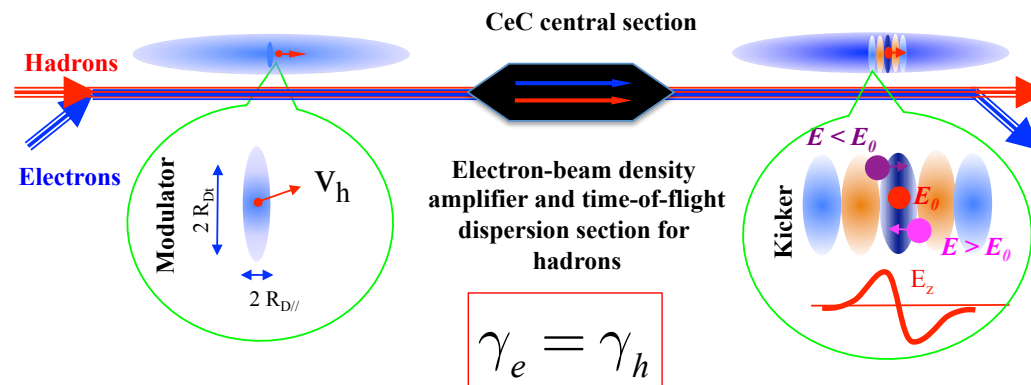 CeC central section
Hadrons
Electrons
Modulator
2 R_Dt
2 R_D//
v_h
Electron-beam density
amplifier and time-of-flight
dispersion section for
hadrons
γ_e = γ_h
Kicker
E < E_0
E_0
E > E_0
E_z